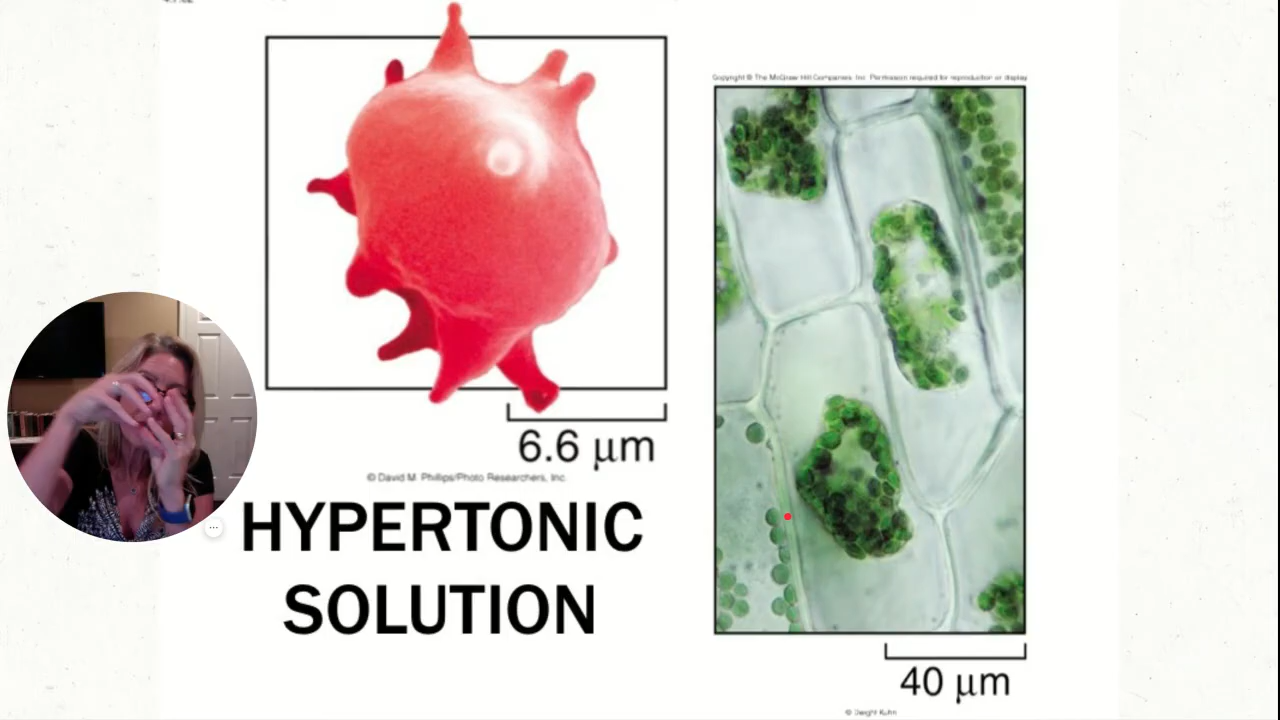 Copyright © The McGraw Hill Companies, Inc. Permission required for reproduction or display
6.6 µm
© David M. Phillips/Photo Researchers, Inc.
HYPERTONIC
SOLUTION
40 µm
© Dwight Kuhn